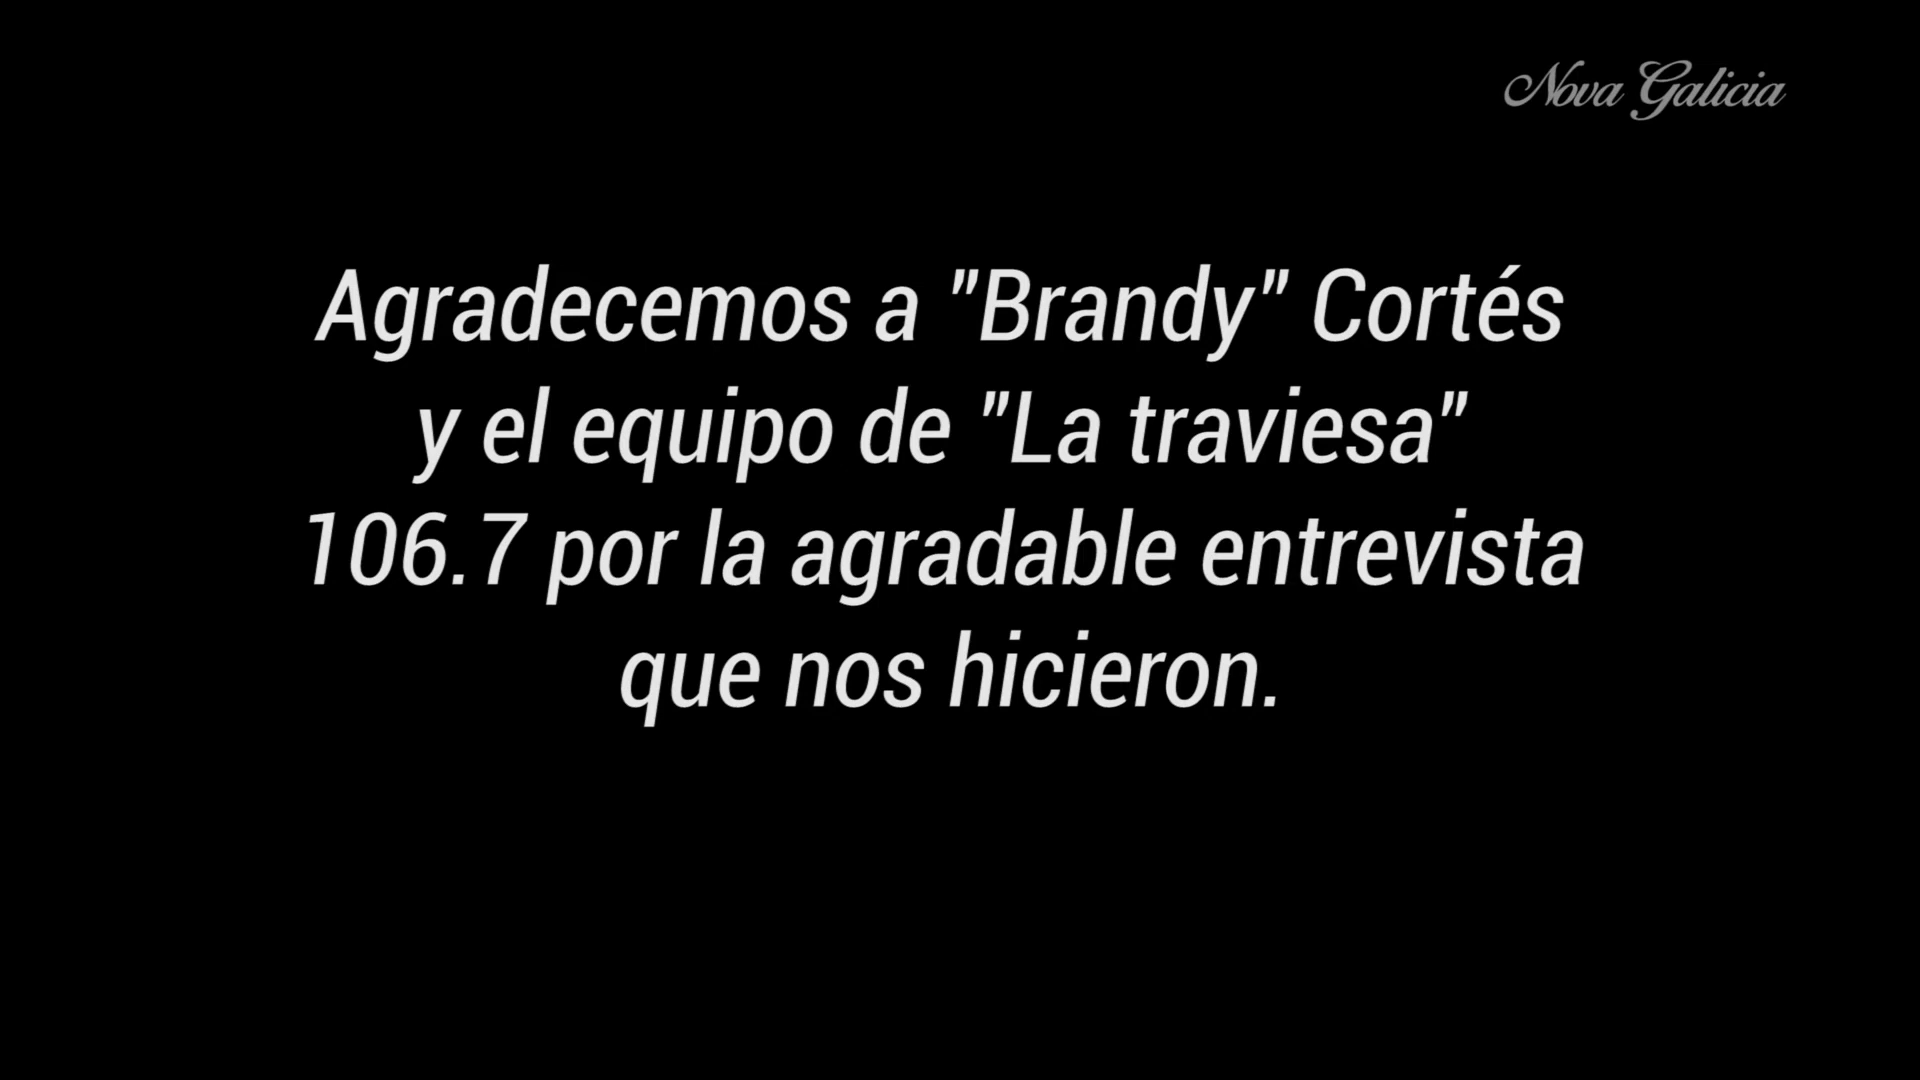 Nova Galicia
Agradecemos a "Brandy" Cortés
y el equipo de "La traviesa"
106.7 por la agradable entrevista
que nos hicieron.